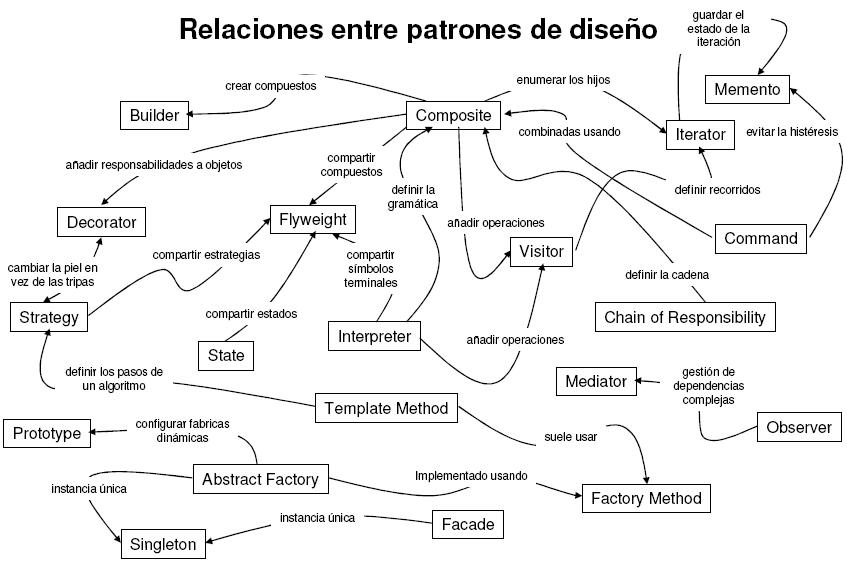 Relaciones entre patrones de diseño
guardar el
estado de la
iteración
Memento
crear compuestos
enumerar los hijos
Builder
Composite
combinadas usando
Iterator
evitar la histéresis
añadir responsabilidades a objetos
compartir
compuestos
definir la
gramática
definir recorridos
Decorator
Flyweight
añadir operaciones
Command
Visitor
compartir estrategias
compartir
símbolos
terminales
cambiar la piel en
vez de las tripas
definir la cadena
Strategy
compartir estados
Interpreter
Chain of Responsibility
añadir operaciones
State
definir los pasos de
un algoritmo
Mediator
gestión de
dependencias
complejas
Template Method
Prototype
configurar fabricas
dinámicas
suele usar
Observer
Abstract Factory
Implementado usando
instancia única
Factory Method
instancia única
Facade
Singleton